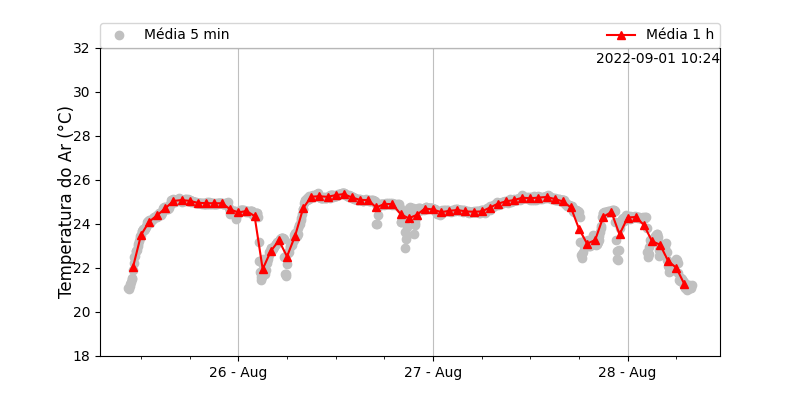 Média 5 min
Média 1 h
2022-09-01 10:24
32
30
28
26
24
22
20
18
Temperatura do Ar (°C)
26 - Aug
27 - Aug
28 - Aug